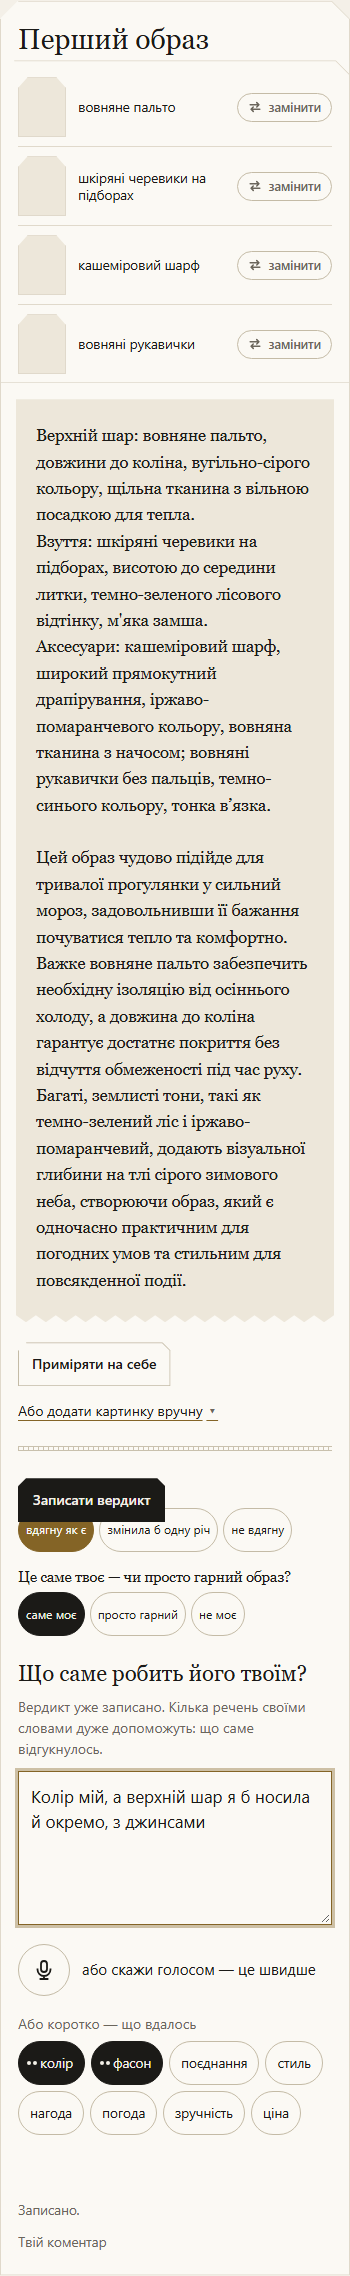 Перший образ
вовняне пальто
замінити
шкіряні черевики на
підборах
замінити
кашеміровий шарф
замінити
вовняні рукавички
замінити
Верхній шар: вовняне пальто,
довжини до коліна, вугільно-сірого
кольору, щільна тканина з вільною
посадкою для тепла.
Взуття: шкіряні черевики на
підборах, висотою до середини
литки, темно-зеленого лісового
відтінку, м'яка замша.
Аксесуари: кашеміровий шарф,
широкий прямокутний
драпірування, іржаво-
помаранчевого кольору, вовняна
тканина з начосом; вовняні
рукавички без пальців, темно-
синього кольору, тонка в’язка.
Цей образ чудово підійде для
тривалої прогулянки у сильний
мороз, задовольнивши її бажання
почуватися тепло та комфортно.
Важке вовняне пальто забезпечить
необхідну ізоляцію від осіннього
холоду, а довжина до коліна
гарантує достатнє покриття без
відчуття обмеженості під час руху.
Багаті, землисті тони, такі як
темно-зелений ліс і іржаво-
помаранчевий, додають візуальної
глибини на тлі сірого зимового
неба, створюючи образ, який є
одночасно практичним для
погодних умов та стильним для
повсякденної події.
Приміряти на себе
Або додати картинку вручну
Записати вердикт
вдягну як є
змінила б одну річ
не вдягну
Це саме твоє — чи просто гарний образ?
саме моє
просто гарний
не моє
Що саме робить його твоїм?
Вердикт уже записано. Кілька речень своїми
словами дуже допоможуть: що саме
відгукнулось.
Колір мій, а верхній шар я б носила
й окремо, з джинсами
або скажи голосом — це швидше
Або коротко — що вдалось
колір
фасон
поєднання
стиль
нагода
погода
зручність
ціна
Записано.
Твій коментар